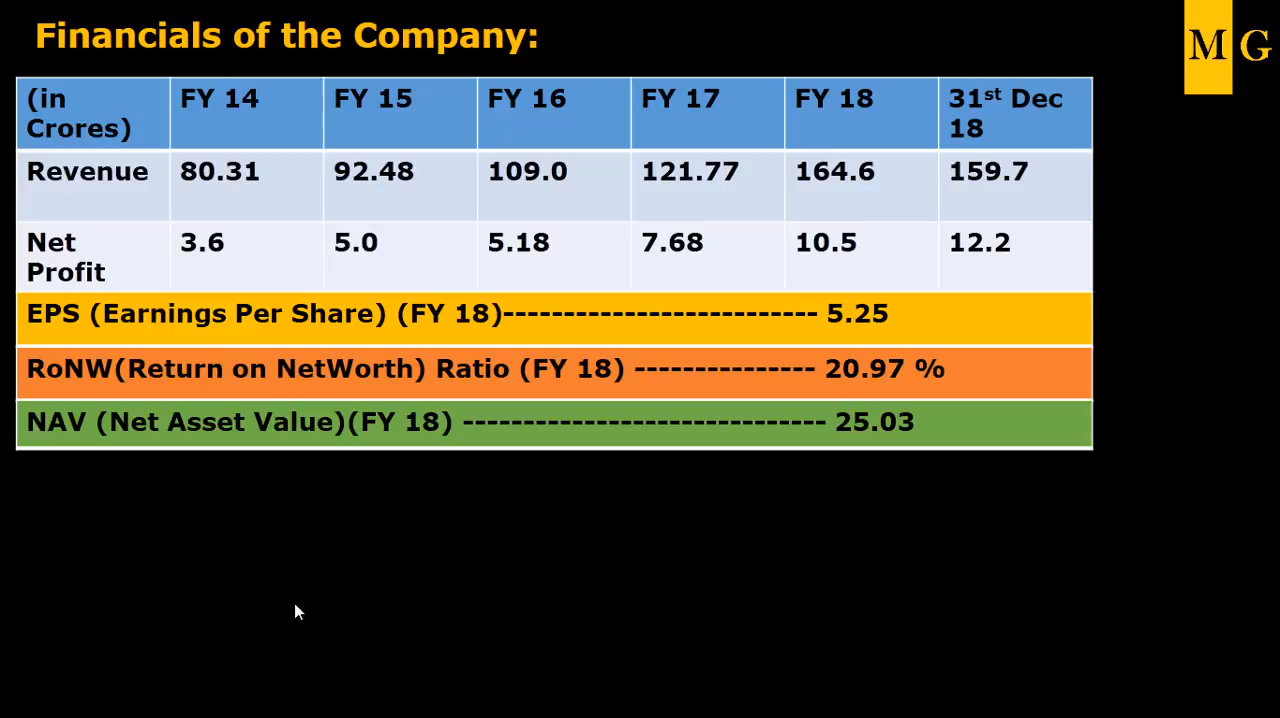 Financials of the Company:
M G
(in Crores) FY 14 FY 15 FY 16 FY 17 FY 18 31st Dec 18
Revenue 80.31 92.48 109.0 121.77 164.6 159.7
Net Profit 3.6 5.0 5.18 7.68 10.5 12.2
EPS (Earnings Per Share) (FY 18)-------------------------- 5.25
RoNW(Return on NetWorth) Ratio (FY 18) --------------- 20.97 %
NAV (Net Asset Value)(FY 18) ------------------------------ 25.03